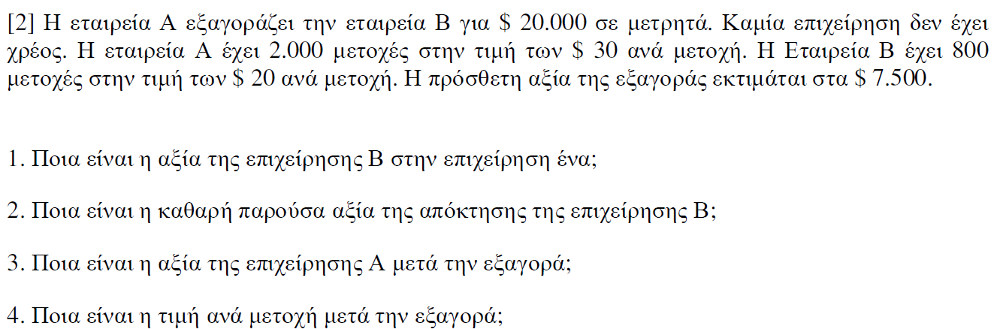 [2] Η εταιρεία Α εξαγοράζει την εταιρεία Β για $ 20.000 σε μετρητά. Καμία επιχείρηση δεν έχει
χρέος. Η εταιρεία Α έχει 2.000 μετοχές στην τιμή των $ 30 ανά μετοχή. Η Εταιρεία Β έχει 800
μετοχές στην τιμή των $ 20 ανά μετοχή. Η πρόσθετη αξία της εξαγοράς εκτιμάται στα $ 7.500.
1. Ποια είναι η αξία της επιχείρησης Β στην επιχείρηση ένα;
2. Ποια είναι η καθαρή παρούσα αξία της απόκτησης της επιχείρησης Β;
3. Ποια είναι η αξία της επιχείρησης Α μετά την εξαγορά;
4. Ποια είναι η τιμή ανά μετοχή μετά την εξαγορά;